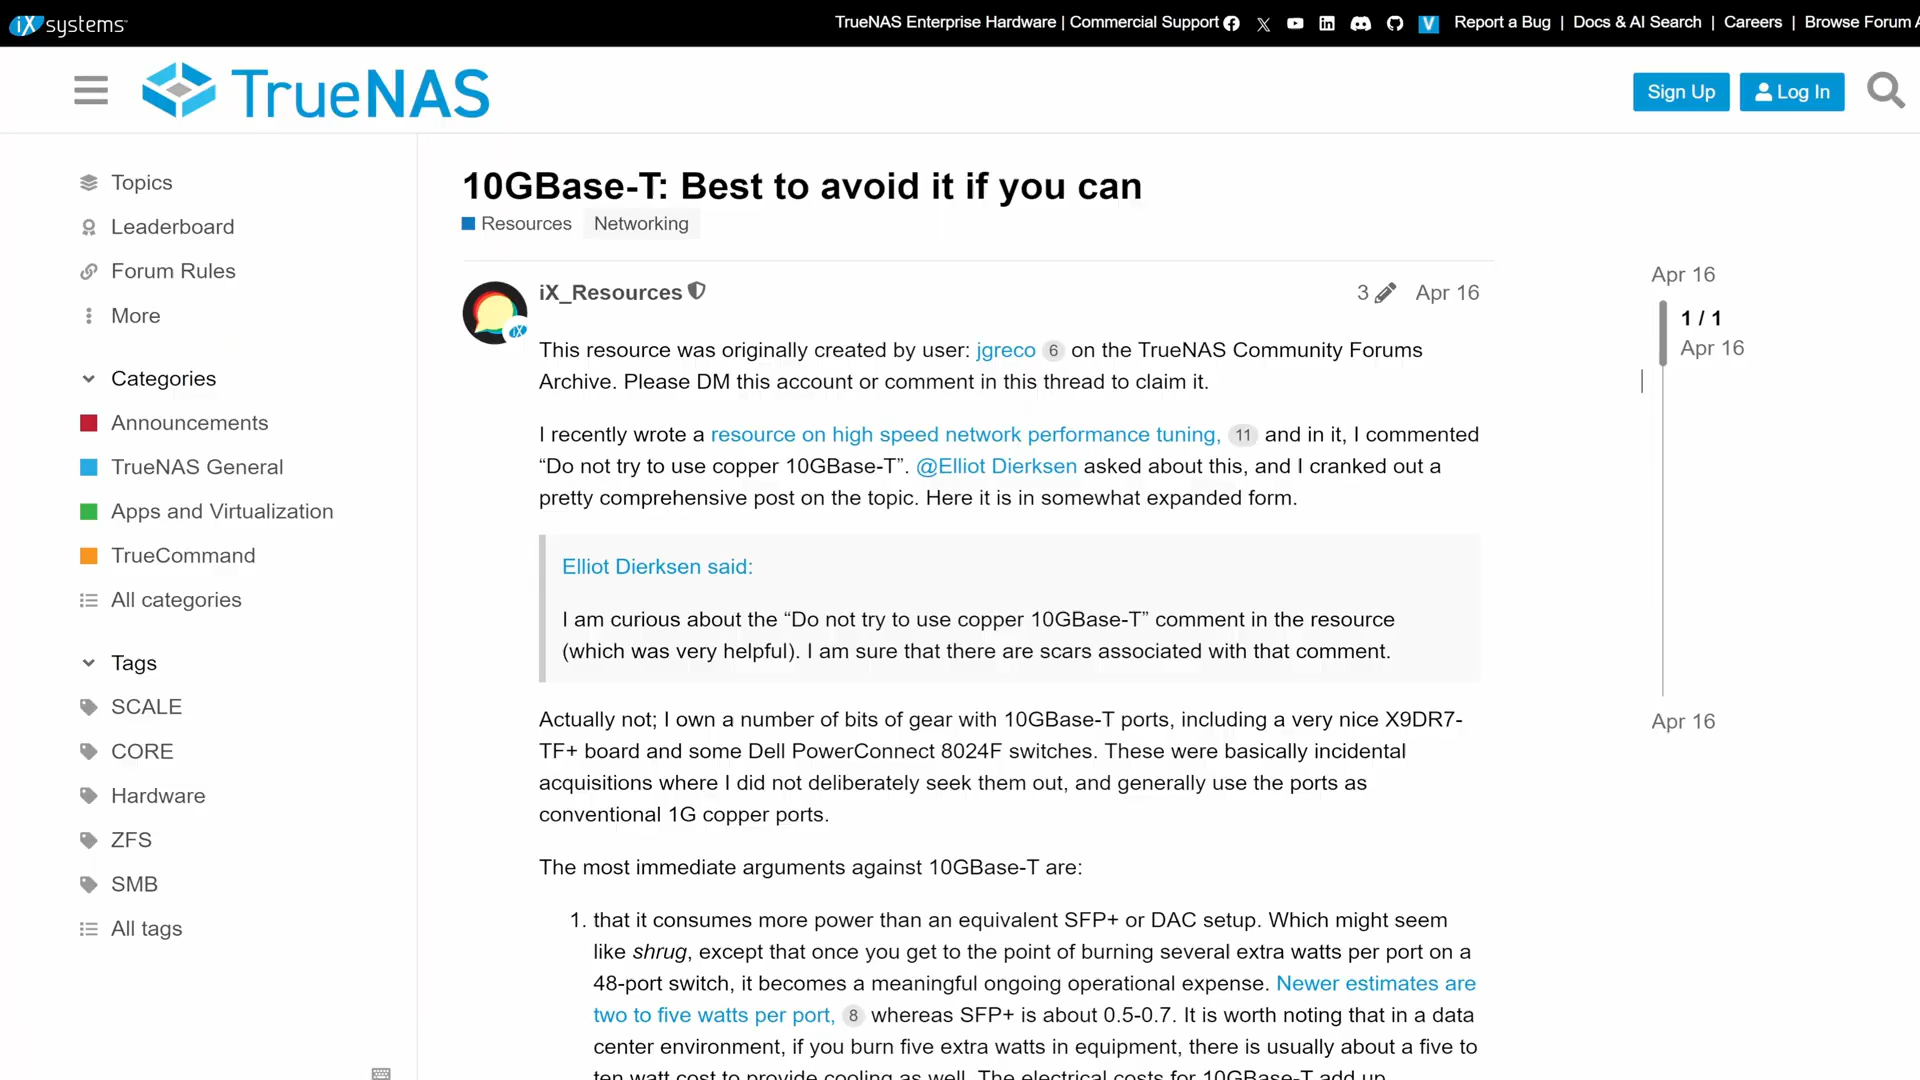 iX systems
TrueNAS Enterprise Hardware | Commercial Support
Report a Bug | Docs & AI Search | Careers | Browse Forum A
TrueNAS
Sign Up
Log In
Topics
Leaderboard
Forum Rules
More
Categories
Announcements
TrueNAS General
Apps and Virtualization
TrueCommand
All categories
Tags
SCALE
CORE
Hardware
ZFS
SMB
All tags
10GBase-T: Best to avoid it if you can
Resources Networking
iX_Resources 3 Apr 16
This resource was originally created by user: jgreco 6 on the TrueNAS Community Forums
Archive. Please DM this account or comment in this thread to claim it.
I recently wrote a resource on high speed network performance tuning, 11 and in it, I commented
“Do not try to use copper 10GBase-T”. @Elliot Dierksen asked about this, and I cranked out a
pretty comprehensive post on the topic. Here it is in somewhat expanded form.
Elliot Dierksen said:
I am curious about the “Do not try to use copper 10GBase-T” comment in the resource
(which was very helpful). I am sure that there are scars associated with that comment.
Actually not; I own a number of bits of gear with 10GBase-T ports, including a very nice X9DR7-
TF+ board and some Dell PowerConnect 8024F switches. These were basically incidental
acquisitions where I did not deliberately seek them out, and generally use the ports as
conventional 1G copper ports.
The most immediate arguments against 10GBase-T are:
1. that it consumes more power than an equivalent SFP+ or DAC setup. Which might seem
like shrug, except that once you get to the point of burning several extra watts per port on a
48-port switch, it becomes a meaningful ongoing operational expense. Newer estimates are
two to five watts per port, 8 whereas SFP+ is about 0.5-0.7. It is worth noting that in a data
center environment, if you burn five extra watts in equipment, there is usually about a five to
ten watt cost to provide cooling as well. The electrical costs for 10GBase-T add up
Apr 16
1 / 1
Apr 16
Apr 16